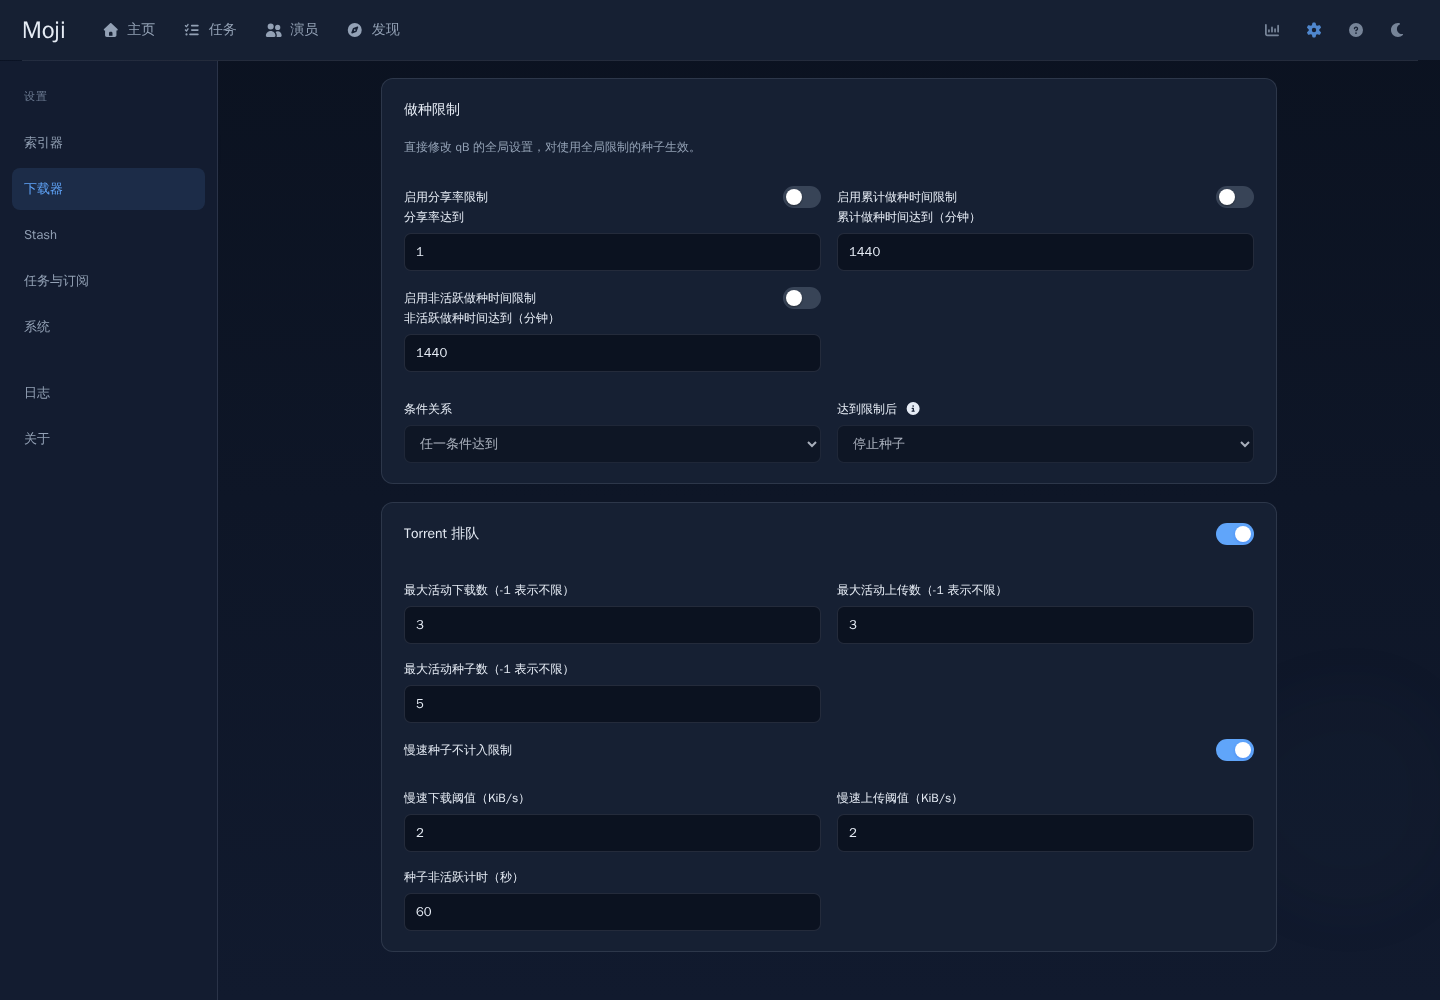 Moji
主页
任务
演员
发现
设置
索引器
下载器
Stash
任务与订阅
系统
日志
关于
做种限制
直接修改 qB 的全局设置，对使用全局限制的种子生效。
启用分享率限制
分享率达到
1
启用累计做种时间限制
累计做种时间达到（分钟）
1440
启用非活跃做种时间限制
非活跃做种时间达到（分钟）
1440
条件关系
任一条件达到
达到限制后
停止种子
Torrent 排队
最大活动下载数（-1 表示不限）
3
最大活动上传数（-1 表示不限）
3
最大活动种子数（-1 表示不限）
5
慢速种子不计入限制
慢速下载阈值（KiB/s）
2
慢速上传阈值（KiB/s）
2
种子非活跃计时（秒）
60